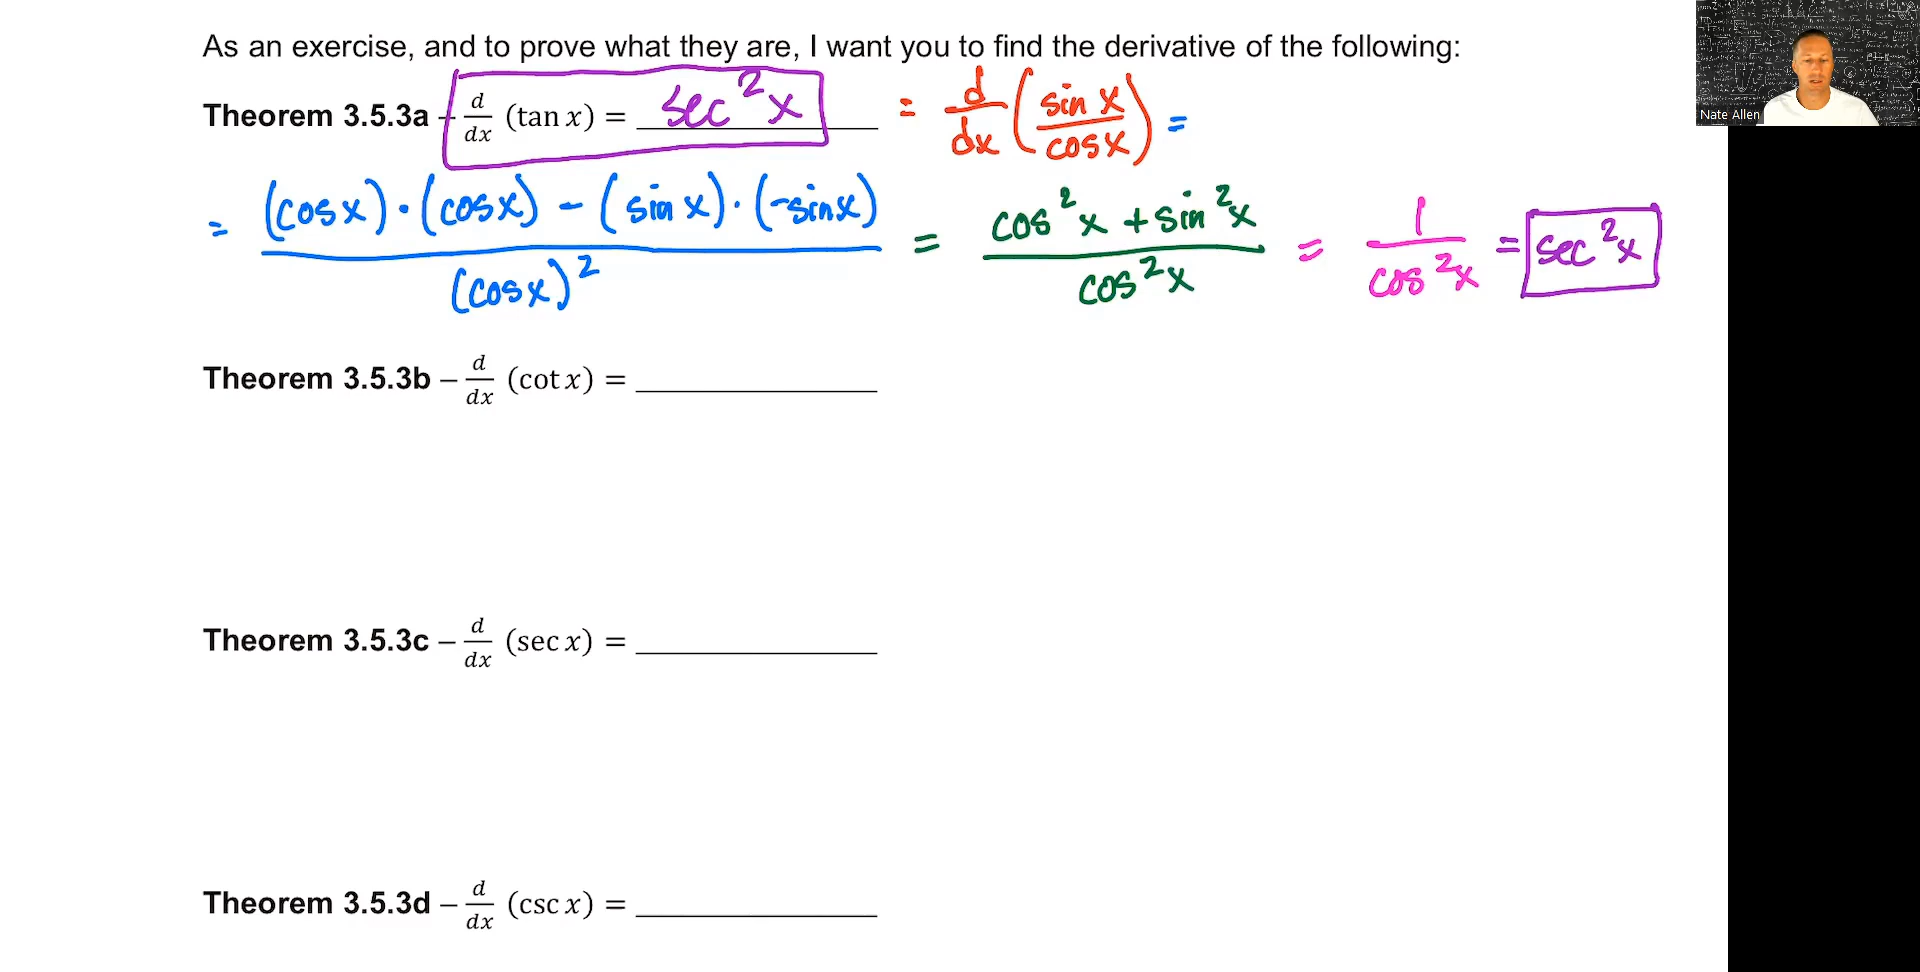 As an exercise, and to prove what they are, I want you to find the derivative of the following:
Theorem 3.5.3a – d/dx (tan x) = sec²x = d/dx (sin x / cos x) =
= ((cos x) · (cos x) − (sin x) · (−sin x)) / (cos x)² = (cos²x + sin²x) / cos²x = 1 / cos²x = sec²x
Theorem 3.5.3b – d/dx (cot x) = ________
Theorem 3.5.3c – d/dx (sec x) = ________
Theorem 3.5.3d – d/dx (csc x) = ________
Nate Allen